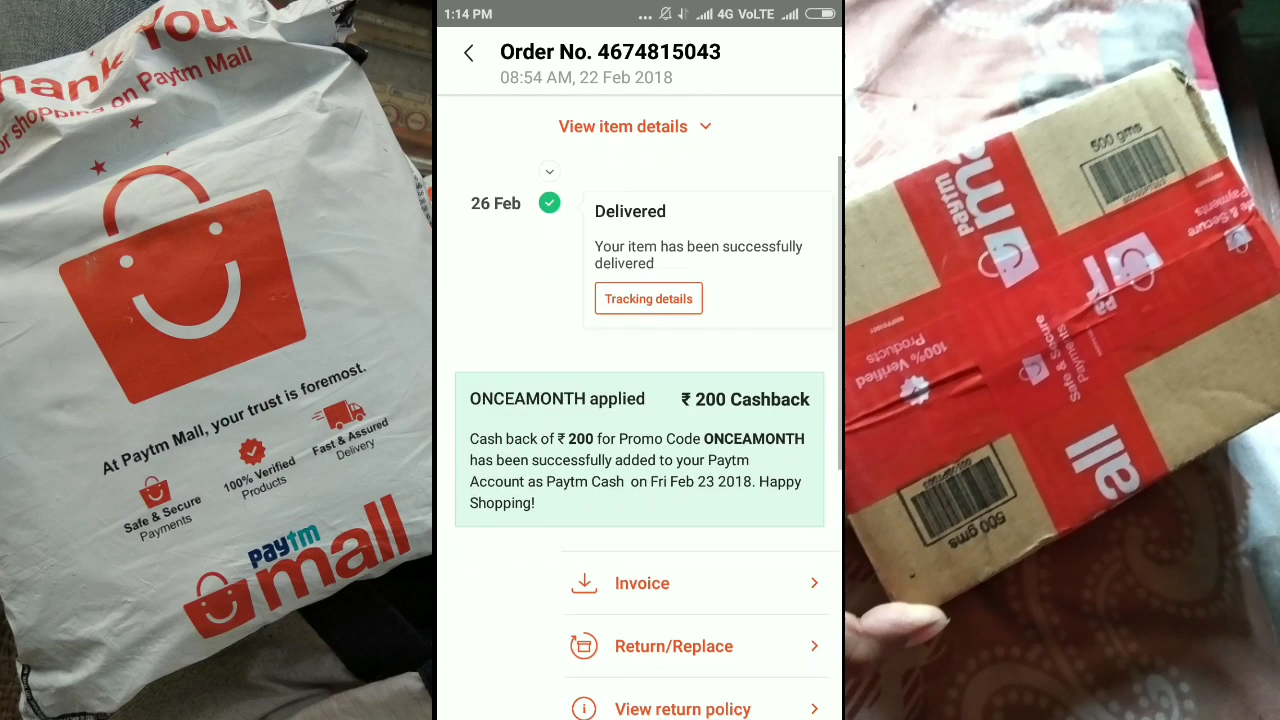 Thank You
for shopping on Paytm Mall
At Paytm Mall, your trust is foremost.
Safe & Secure
Payments
100% Verified
Products
Fast & Assured
Delivery
paytm
mall
1:14 PM
4G VoLTE
Order No. 4674815043
08:54 AM, 22 Feb 2018
View item details
26 Feb
Delivered
Your item has been successfully
delivered
Tracking details
ONCEAMONTH applied
₹ 200 Cashback
Cash back of ₹ 200 for Promo Code ONCEAMONTH
has been successfully added to your Paytm
Account as Paytm Cash on Fri Feb 23 2018. Happy
Shopping!
Invoice
Return/Replace
View return policy
500 gms
Paytm
Safe & Secure
Payments
100% Verified
Products
all
500 gms